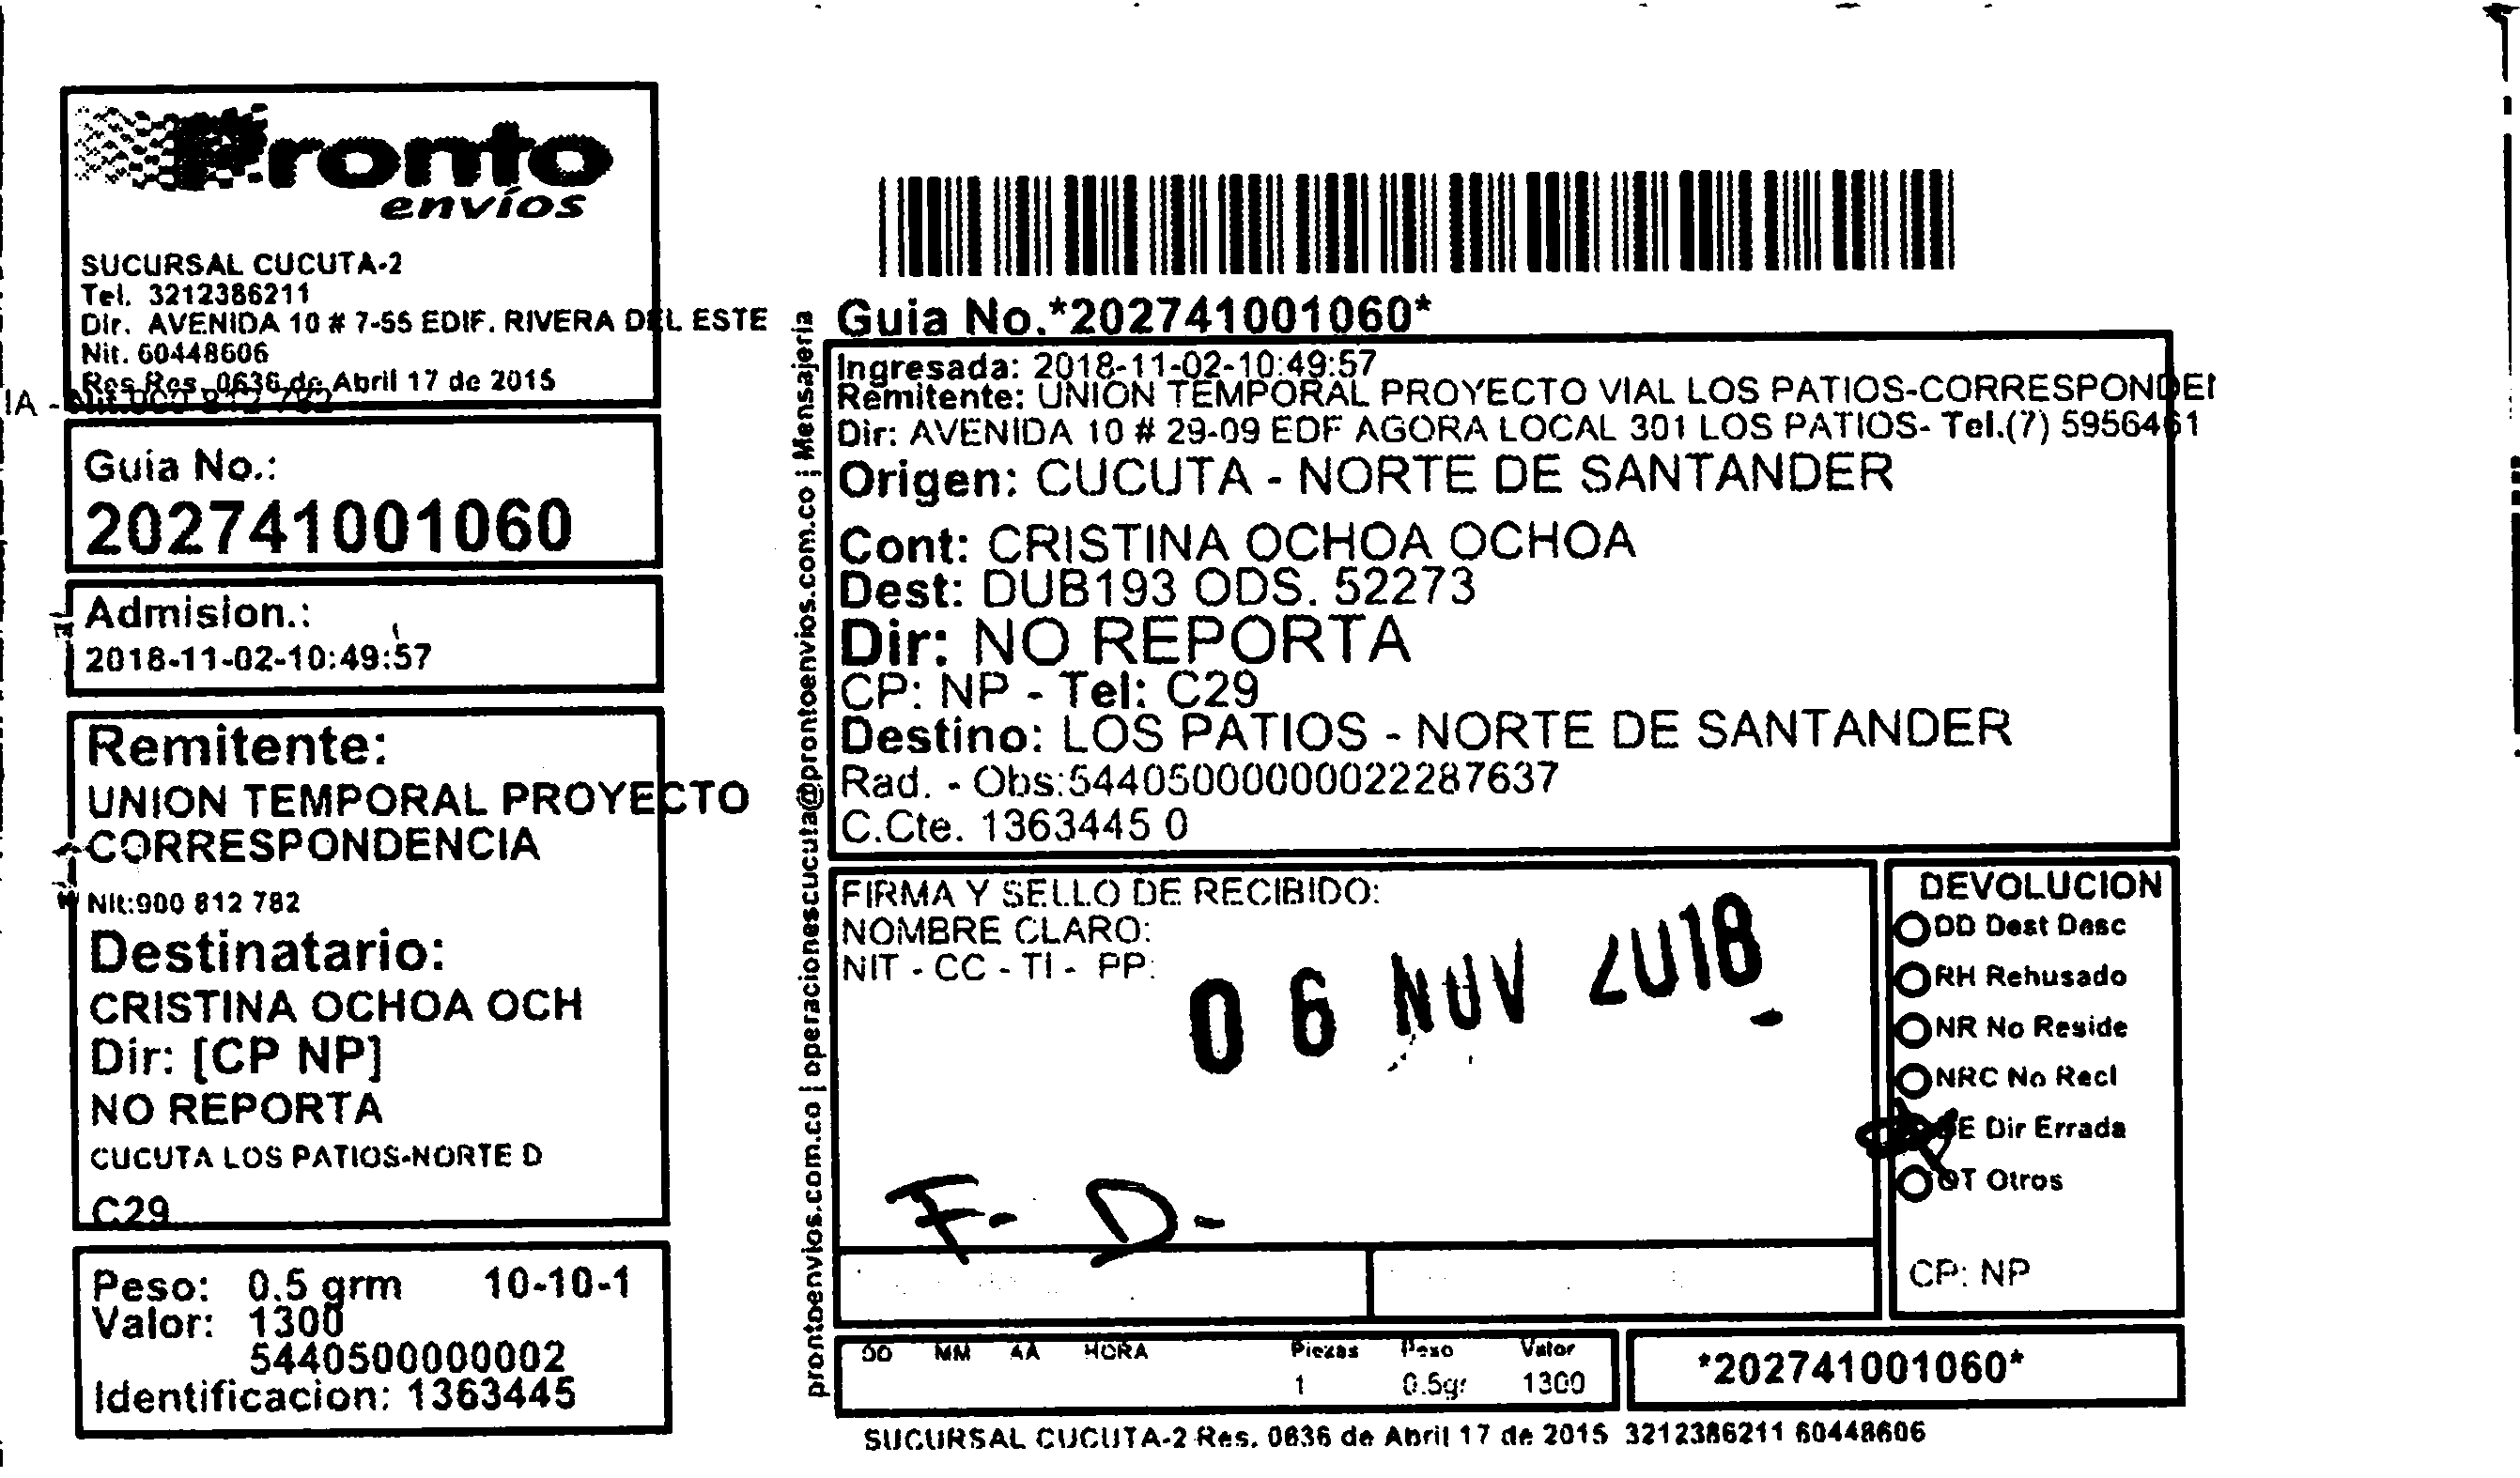 Pronto
envíos
SUCURSAL CUCUTA-2
Tel. 3212386211
Dir. AVENIDA 10 # 7-55 EDIF. RIVERA DEL ESTE
Nit. 60448606
Res Res. 0636 de Abril 17 de 2015
IA - Nit:900 812 782
Guia No.:
202741001060
Admision.:
2018-11-02-10:49:57
Remitente:
UNION TEMPORAL PROYECTO
CORRESPONDENCIA
Nit:900 812 782
Destinatario:
CRISTINA OCHOA OCH
Dir: [CP NP]
NO REPORTA
CUCUTA LOS PATIOS-NORTE D
C29
Peso: 0.5 grm 10-10-1
Valor: 1300
5440500000002
Identificacion: 1363445
prontoenvios.com.co | operacionescucuta@prontoenvios.com.co | Mensajeria
Guia No.*202741001060*
Ingresada: 2018-11-02-10:49:57
Remitente: UNION TEMPORAL PROYECTO VIAL LOS PATIOS-CORRESPONDEI
Dir: AVENIDA 10 # 29-09 EDF AGORA LOCAL 301 LOS PATIOS- Tel.(7) 5956461
Origen: CUCUTA - NORTE DE SANTANDER
Cont: CRISTINA OCHOA OCHOA
Dest: DUB193 ODS. 52273
Dir: NO REPORTA
CP: NP - Tel: C29
Destino: LOS PATIOS - NORTE DE SANTANDER
Rad. - Obs:544050000000022287637
C.Cte. 1363445 0
FIRMA Y SELLO DE RECIBIDO:
NOMBRE CLARO:
NIT - CC - TI - PP:
06 NOV 2018
F- D-
DEVOLUCION
DD Dest Desc
RH Rehusado
NR No Reside
NRC No Recl
DE Dir Errada
OT Otros
CP: NP
DD MM AA HORA Piezas Peso Valor
1 0.5gr 1300
*202741001060*
SUCURSAL CUCUTA-2 Res. 0636 de Abril 17 de 2015 3212386211 60448606